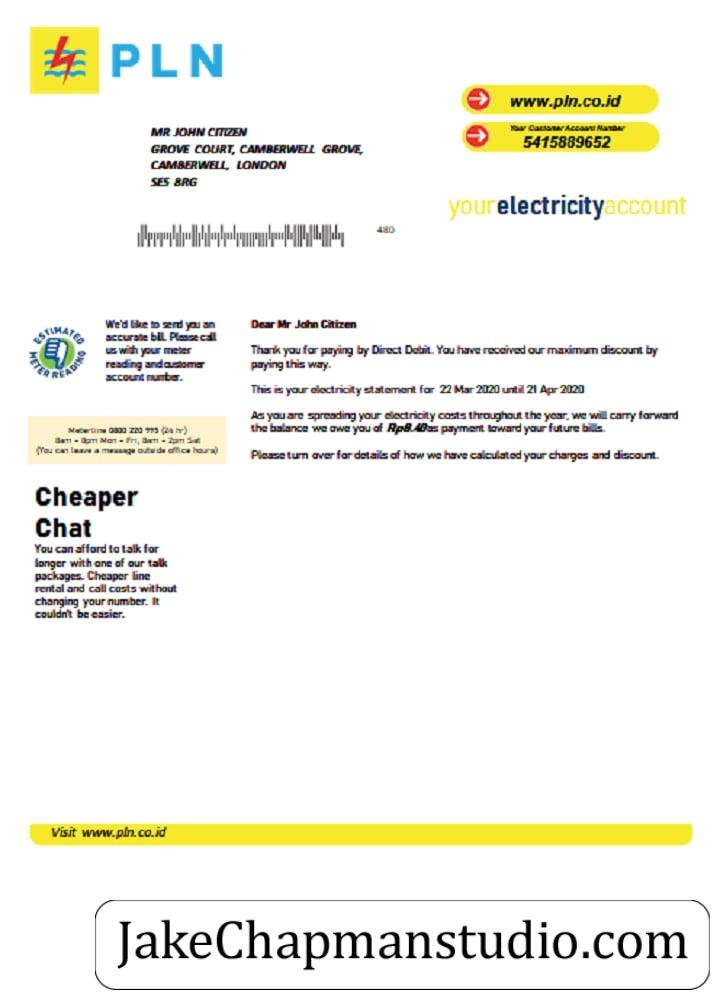 PLN
www.pln.co.id
Your Customer Account Number
5415889652
MR JOHN CITIZEN
GROVE COURT, CAMBERWELL GROVE,
CAMBERWELL, LONDON
SE5 8RG
yourelectricityaccount
480
ESTIMATED
METER READING
We'd like to send you an
accurate bill. Please call
us with your meter
reading and customer
account number.
Meterline 0800 220 995 (24 hr)
8am - 8pm Mon - Fri, 8am - 2pm Sat
(You can leave a message outside office hours)
Cheaper
Chat
You can afford to talk for
longer with one of our talk
packages. Cheaper line
rental and call costs without
changing your number. It
couldn't be easier.
Dear Mr John Citizen
Thank you for paying by Direct Debit. You have received our maximum discount by
paying this way.
This is your electricity statement for 22 Mar 2020 until 21 Apr 2020
As you are spreading your electricity costs throughout the year, we will carry forward
the balance we owe you of Rp8.40as payment toward your future bills.
Please turn over for details of how we have calculated your charges and discount.
Visit www.pln.co.id
JakeChapmanstudio.com